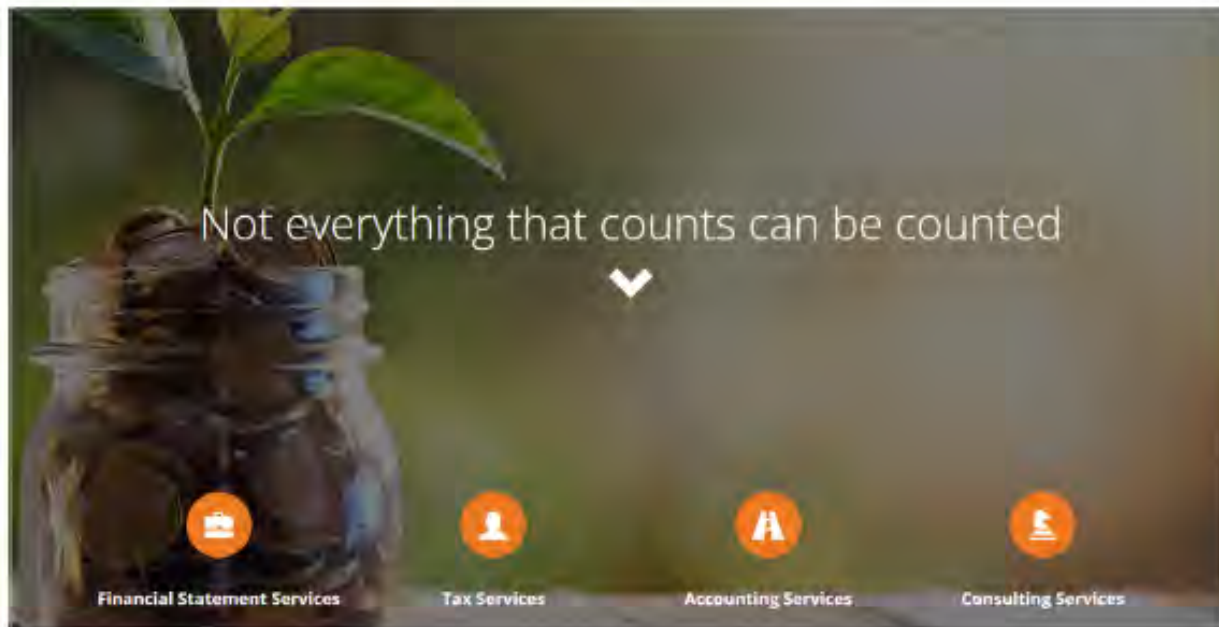 Not everything that counts can be counted
Financial Statement Services
Tax Services
Accounting Services
Consulting Services